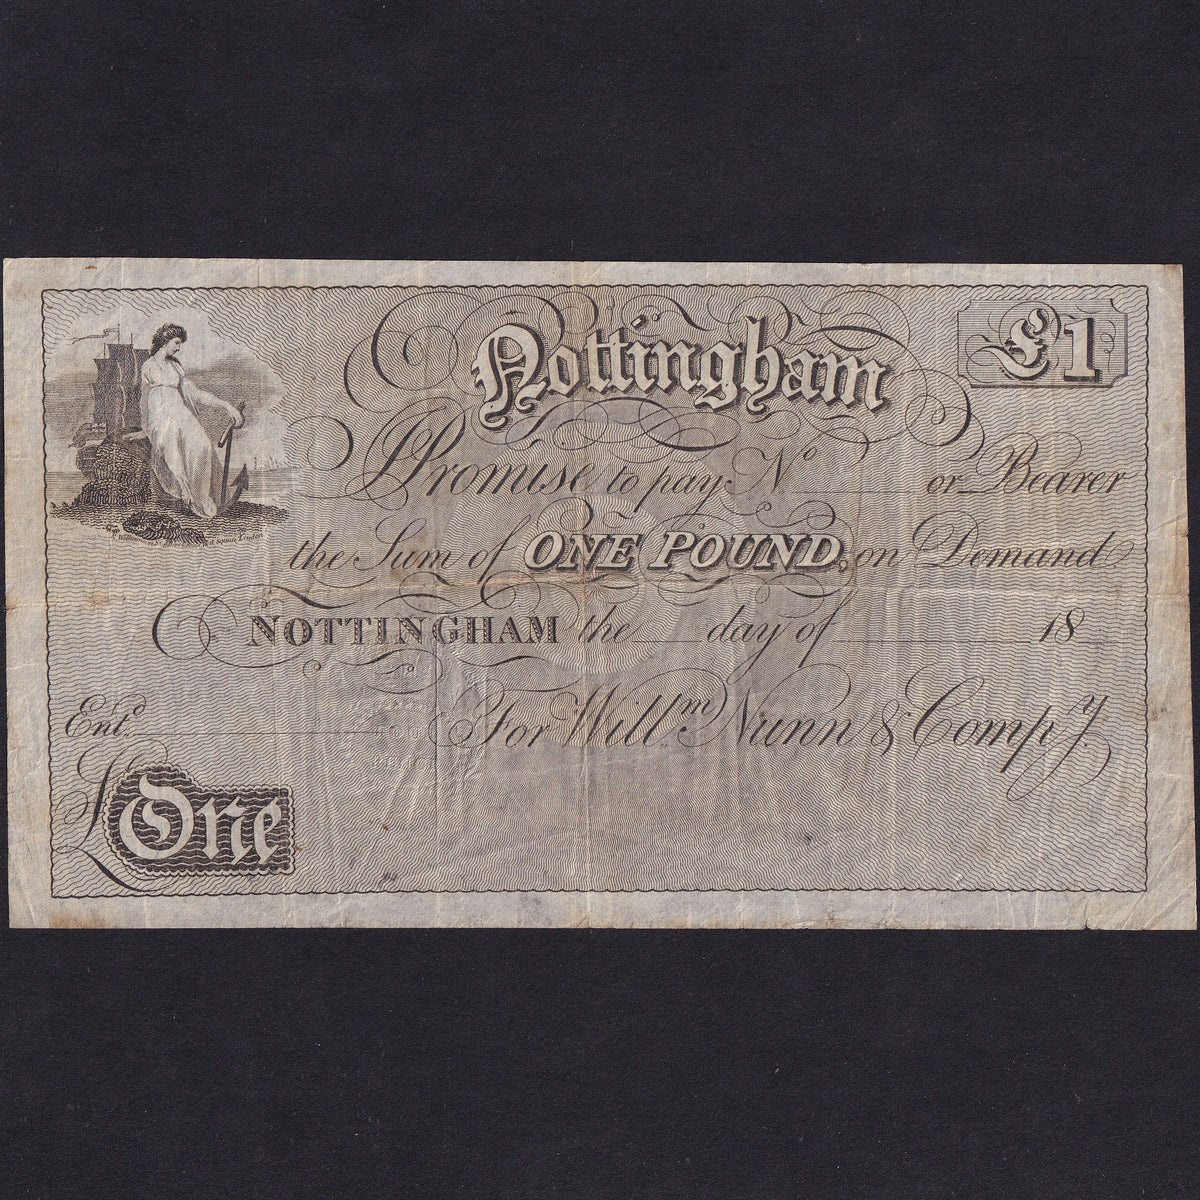 Nottingham
£1
I Promise to pay No. or Bearer
the Sum of ONE POUND, on Demand
NOTTINGHAM the day of 18
Entd.
For Willm. Nunn & Compy.
£ One